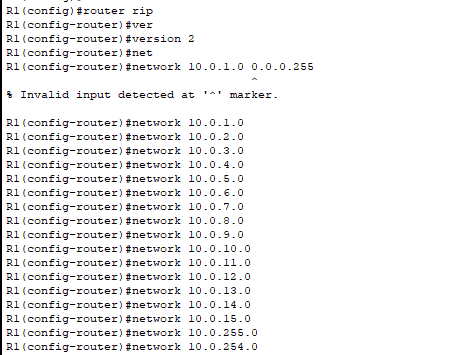 R1(config)#router rip
R1(config-router)#ver
R1(config-router)#version 2
R1(config-router)#net
R1(config-router)#network 10.0.1.0 0.0.0.255
^
% Invalid input detected at '^' marker.
R1(config-router)#network 10.0.1.0
R1(config-router)#network 10.0.2.0
R1(config-router)#network 10.0.3.0
R1(config-router)#network 10.0.4.0
R1(config-router)#network 10.0.5.0
R1(config-router)#network 10.0.6.0
R1(config-router)#network 10.0.7.0
R1(config-router)#network 10.0.8.0
R1(config-router)#network 10.0.9.0
R1(config-router)#network 10.0.10.0
R1(config-router)#network 10.0.11.0
R1(config-router)#network 10.0.12.0
R1(config-router)#network 10.0.13.0
R1(config-router)#network 10.0.14.0
R1(config-router)#network 10.0.15.0
R1(config-router)#network 10.0.255.0
R1(config-router)#network 10.0.254.0